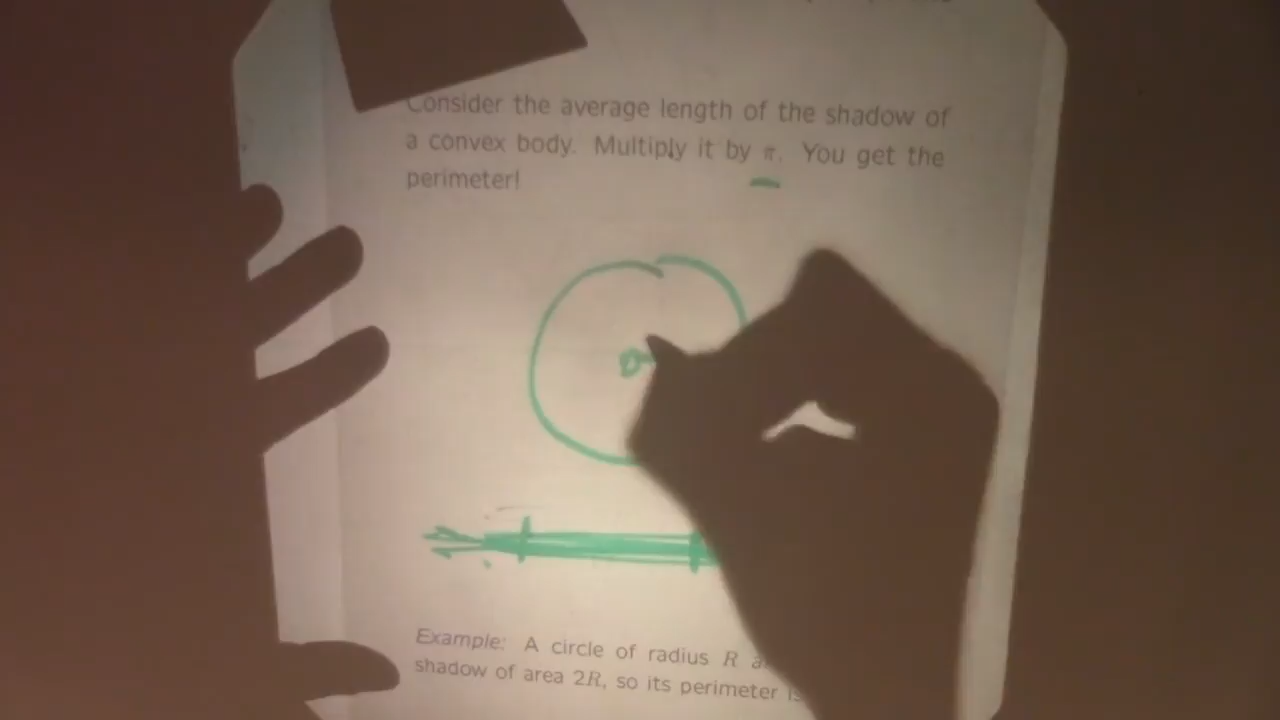 Consider the average length of the shadow of
a convex body. Multiply it by π. You get the
perimeter!
Example: A circle of radius R
shadow of area 2R, so its perimeter is